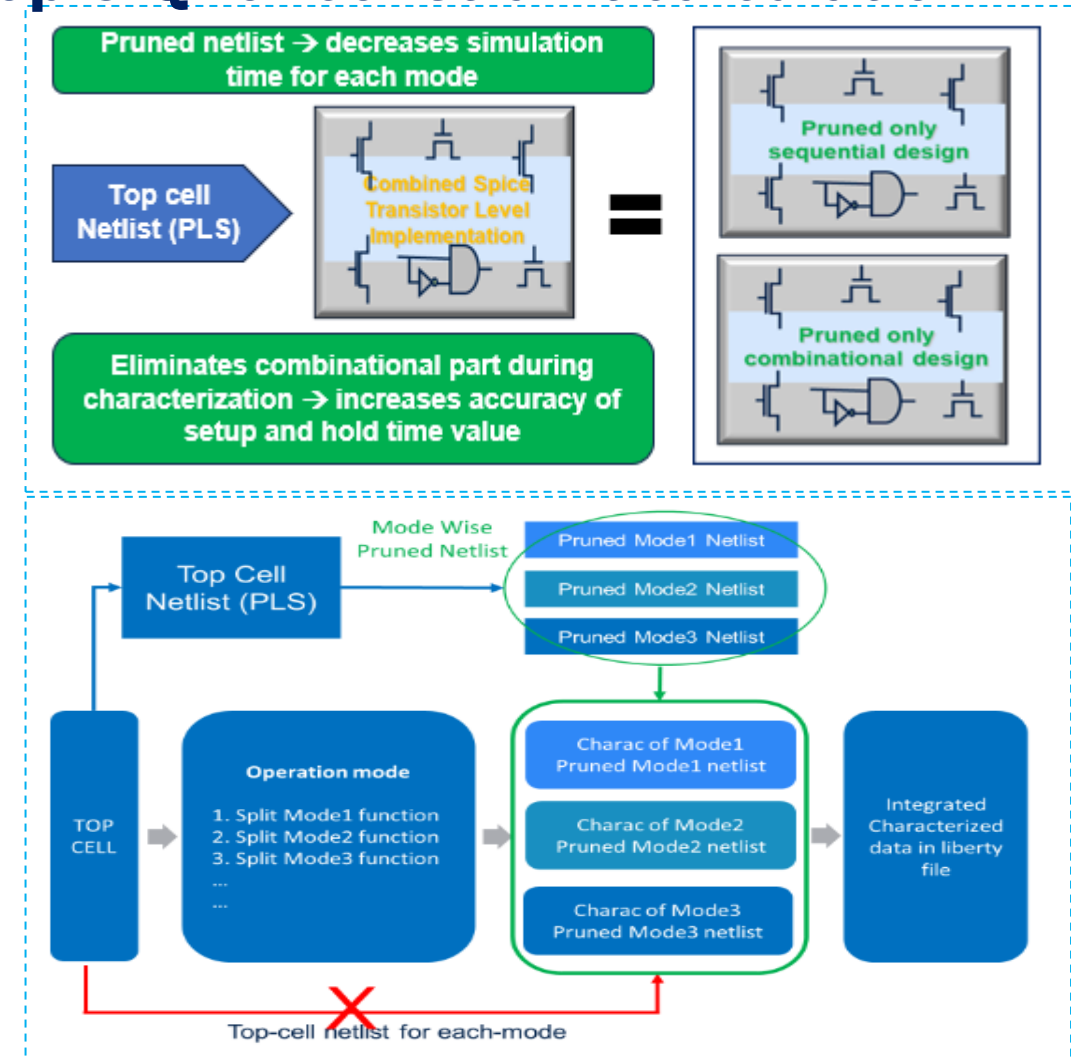 Pruned netlist → decreases simulation
time for each mode
Top cell
Netlist (PLS)
Combined Spice
Transistor Level
Implementation
=
Pruned only
sequential design
Pruned only
combinational design
Eliminates combinational part during
characterization → increases accuracy of
setup and hold time value
Mode Wise
Pruned Netlist
Top Cell
Netlist (PLS)
Pruned Mode1 Netlist
Pruned Mode2 Netlist
Pruned Mode3 Netlist
TOP
CELL
Operation mode
1. Split Mode1 function
2. Split Mode2 function
3. Split Mode3 function
...
...
Charac of Mode1
Pruned Mode1 netlist
Charac of Mode2
Pruned Mode2 netlist
Charac of Mode3
Pruned Mode3 netlist
Integrated
Characterized
data in liberty
file
Top-cell netlist for each-mode